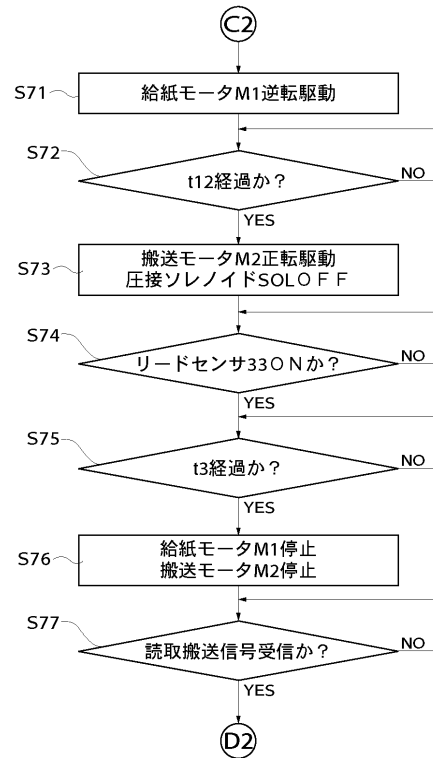 C2
S71
給紙モータM1逆転駆動
S72
t12経過か？
NO
YES
S73
搬送モータM2正転駆動
圧接ソレノイドSOLＯＦＦ
S74
リードセンサ33ＯＮか？
NO
YES
S75
t3経過か？
NO
YES
S76
給紙モータM1停止
搬送モータM2停止
S77
読取搬送信号受信か？
NO
YES
D2